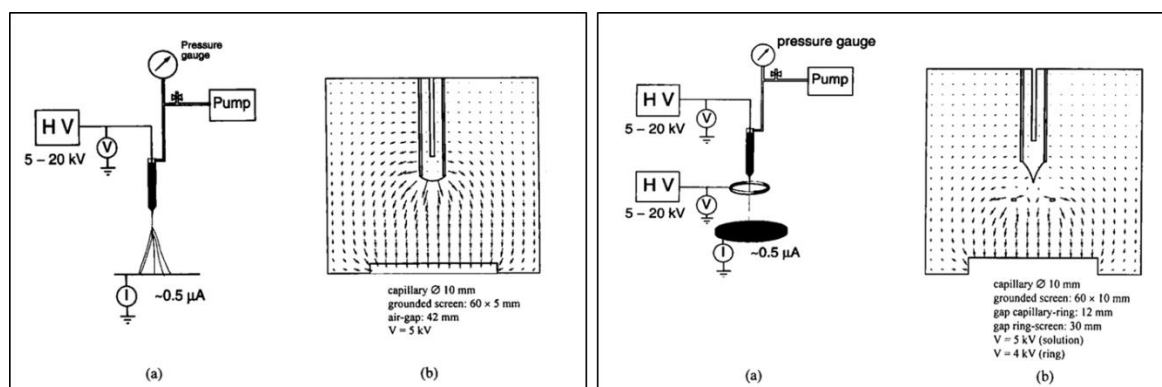 Pressure
gauge
Pump
H V
V
5 – 20 kV
I
~0.5 μA
(a)
capillary Ø 10 mm
grounded screen: 60 × 5 mm
air-gap: 42 mm
V = 5 kV
(b)
pressure gauge
Pump
H V
V
5 – 20 kV
H V
V
5 – 20 kV
I
~0.5 μA
(a)
capillary Ø 10 mm
grounded screen: 60 × 10 mm
gap capillary-ring: 12 mm
gap ring-screen: 30 mm
V = 5 kV (solution)
V = 4 kV (ring)
(b)